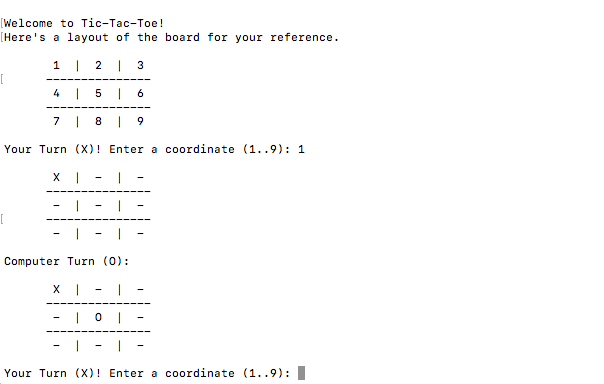 Welcome to Tic-Tac-Toe!
Here's a layout of the board for your reference.
1 | 2 | 3
---------------
4 | 5 | 6
---------------
7 | 8 | 9
Your Turn (X)! Enter a coordinate (1..9): 1
X | - | -
---------------
- | - | -
---------------
- | - | -
Computer Turn (O):
X | - | -
---------------
- | O | -
---------------
- | - | -
Your Turn (X)! Enter a coordinate (1..9):